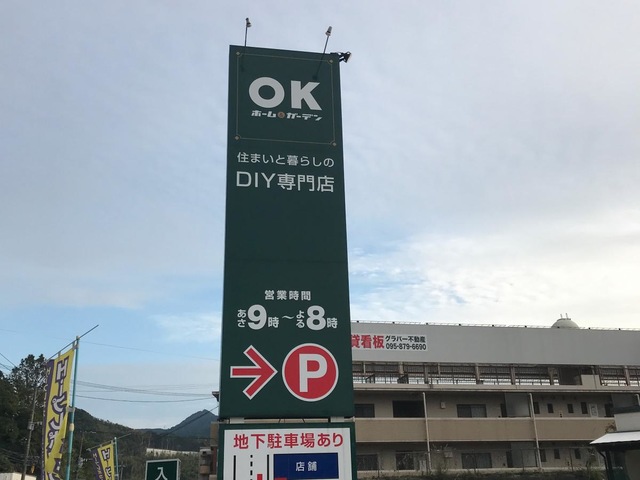 OK
ホーム&ガーデン
住まいと暮らしの
DIY専門店
営業時間
あさ9時～よる8時
P
地下駐車場あり
店舗
入
貸看板
グラバー不動産
095-879-6690